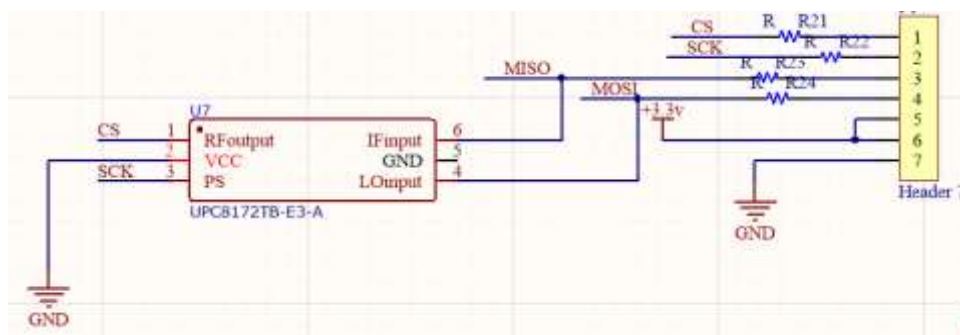 CS R R21 1
SCK R R22 2
MISO R R23 3
MOSI R R24 4
+3.3v 5
6
7
Header 7
GND
U7
CS 1 RFoutput IFinput 6
2 VCC GND 5
SCK 3 PS LOinput 4
UPC8172TB-E3-A
GND